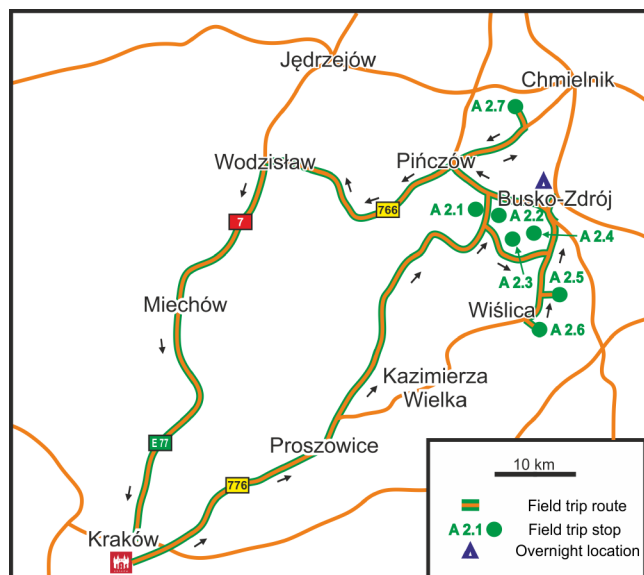 Jędrzejów
Chmielnik
A 2.7
Wodzisław
Pińczów
766
Busko-Zdrój
A 2.1
A 2.2
7
A 2.4
A 2.3
A 2.5
Miechów
Wiślica
A 2.6
Kazimierza
Wielka
E 77
Proszowice
776
Kraków
10 km
Field trip route
A 2.1 Field trip stop
Overnight location